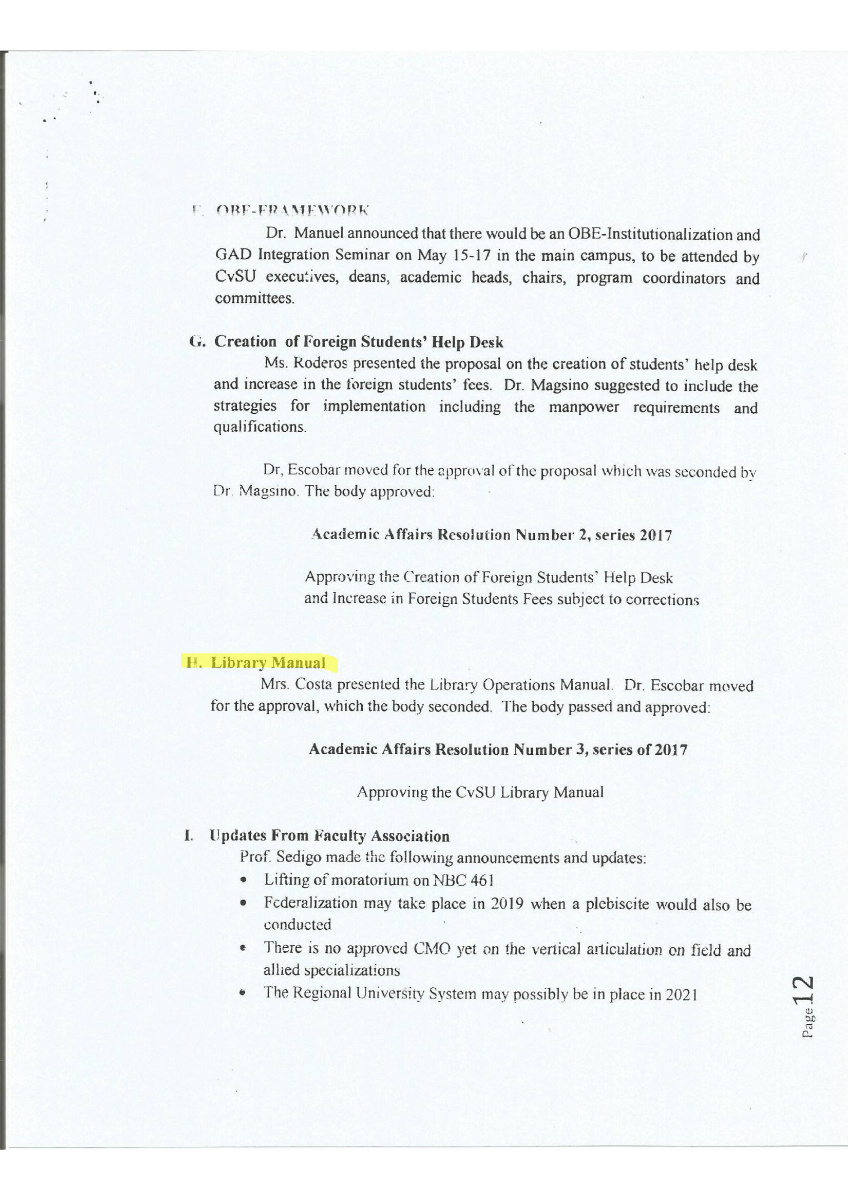 F. OBE-FRAMEWORK
Dr. Manuel announced that there would be an OBE-Institutionalization and
GAD Integration Seminar on May 15-17 in the main campus, to be attended by
CvSU executives, deans, academic heads, chairs, program coordinators and
committees.
G. Creation of Foreign Students' Help Desk
Ms. Roderos presented the proposal on the creation of students' help desk
and increase in the foreign students' fees. Dr. Magsino suggested to include the
strategies for implementation including the manpower requirements and
qualifications.
Dr, Escobar moved for the approval of the proposal which was seconded by
Dr. Magsino. The body approved:
Academic Affairs Resolution Number 2, series 2017
Approving the Creation of Foreign Students' Help Desk
and Increase in Foreign Students Fees subject to corrections
H. Library Manual
Mrs. Costa presented the Library Operations Manual. Dr. Escobar moved
for the approval, which the body seconded. The body passed and approved:
Academic Affairs Resolution Number 3, series of 2017
Approving the CvSU Library Manual
I. Updates From Faculty Association
Prof. Sedigo made the following announcements and updates:
• Lifting of moratorium on NBC 461
• Federalization may take place in 2019 when a plebiscite would also be
conducted
• There is no approved CMO yet on the vertical articulation on field and
allied specializations
• The Regional University System may possibly be in place in 2021
Page 12